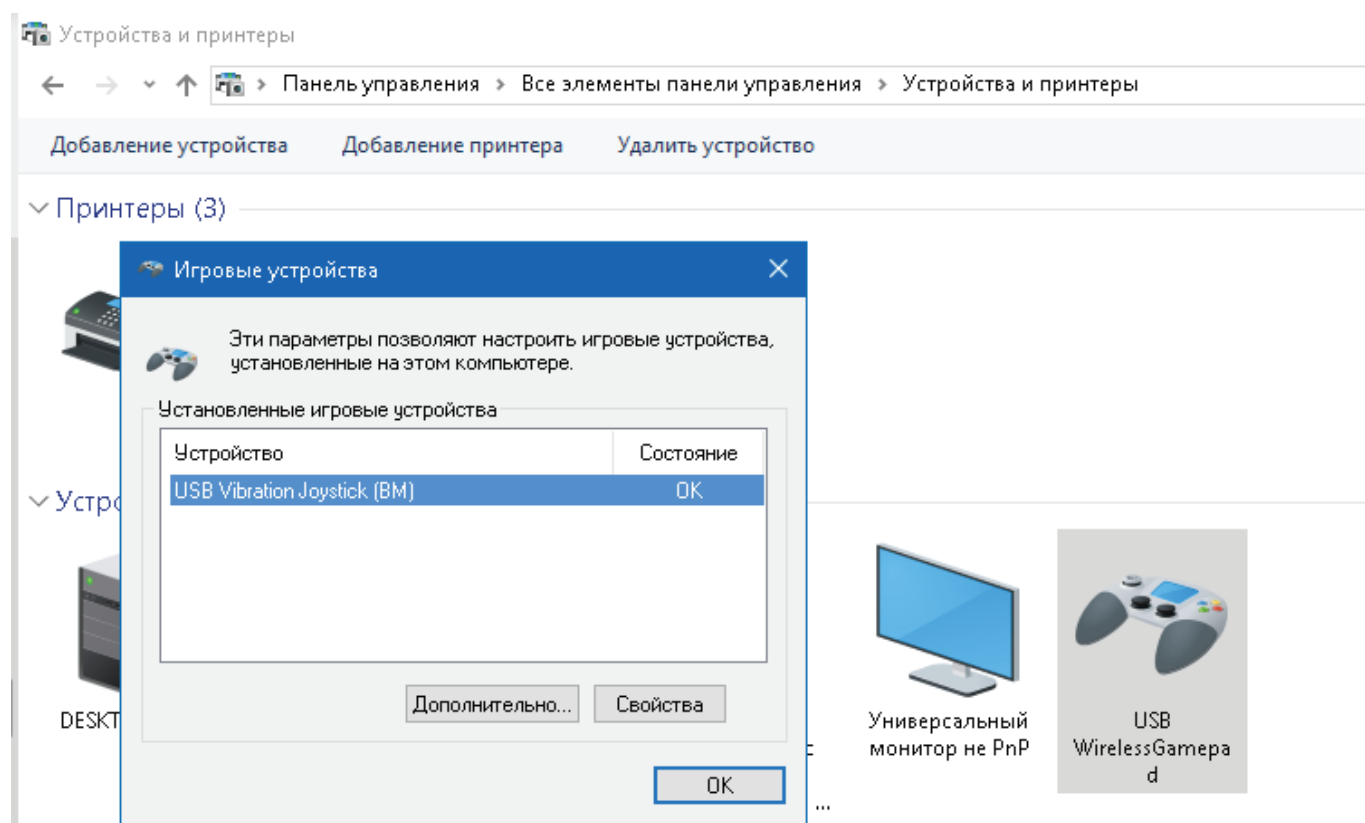 Устройства и принтеры
Панель управления > Все элементы панели управления > Устройства и принтеры
Добавление устройства Добавление принтера Удалить устройство
Принтеры (3)
Игровые устройства
Эти параметры позволяют настроить игровые устройства,
установленные на этом компьютере.
Установленные игровые устройства
Устройство Состояние
USB Vibration Joystick (BM) OK
Дополнительно... Свойства
OK
Устро
DESKT
Универсальный
монитор не PnP
USB
WirelessGamepa
d
...